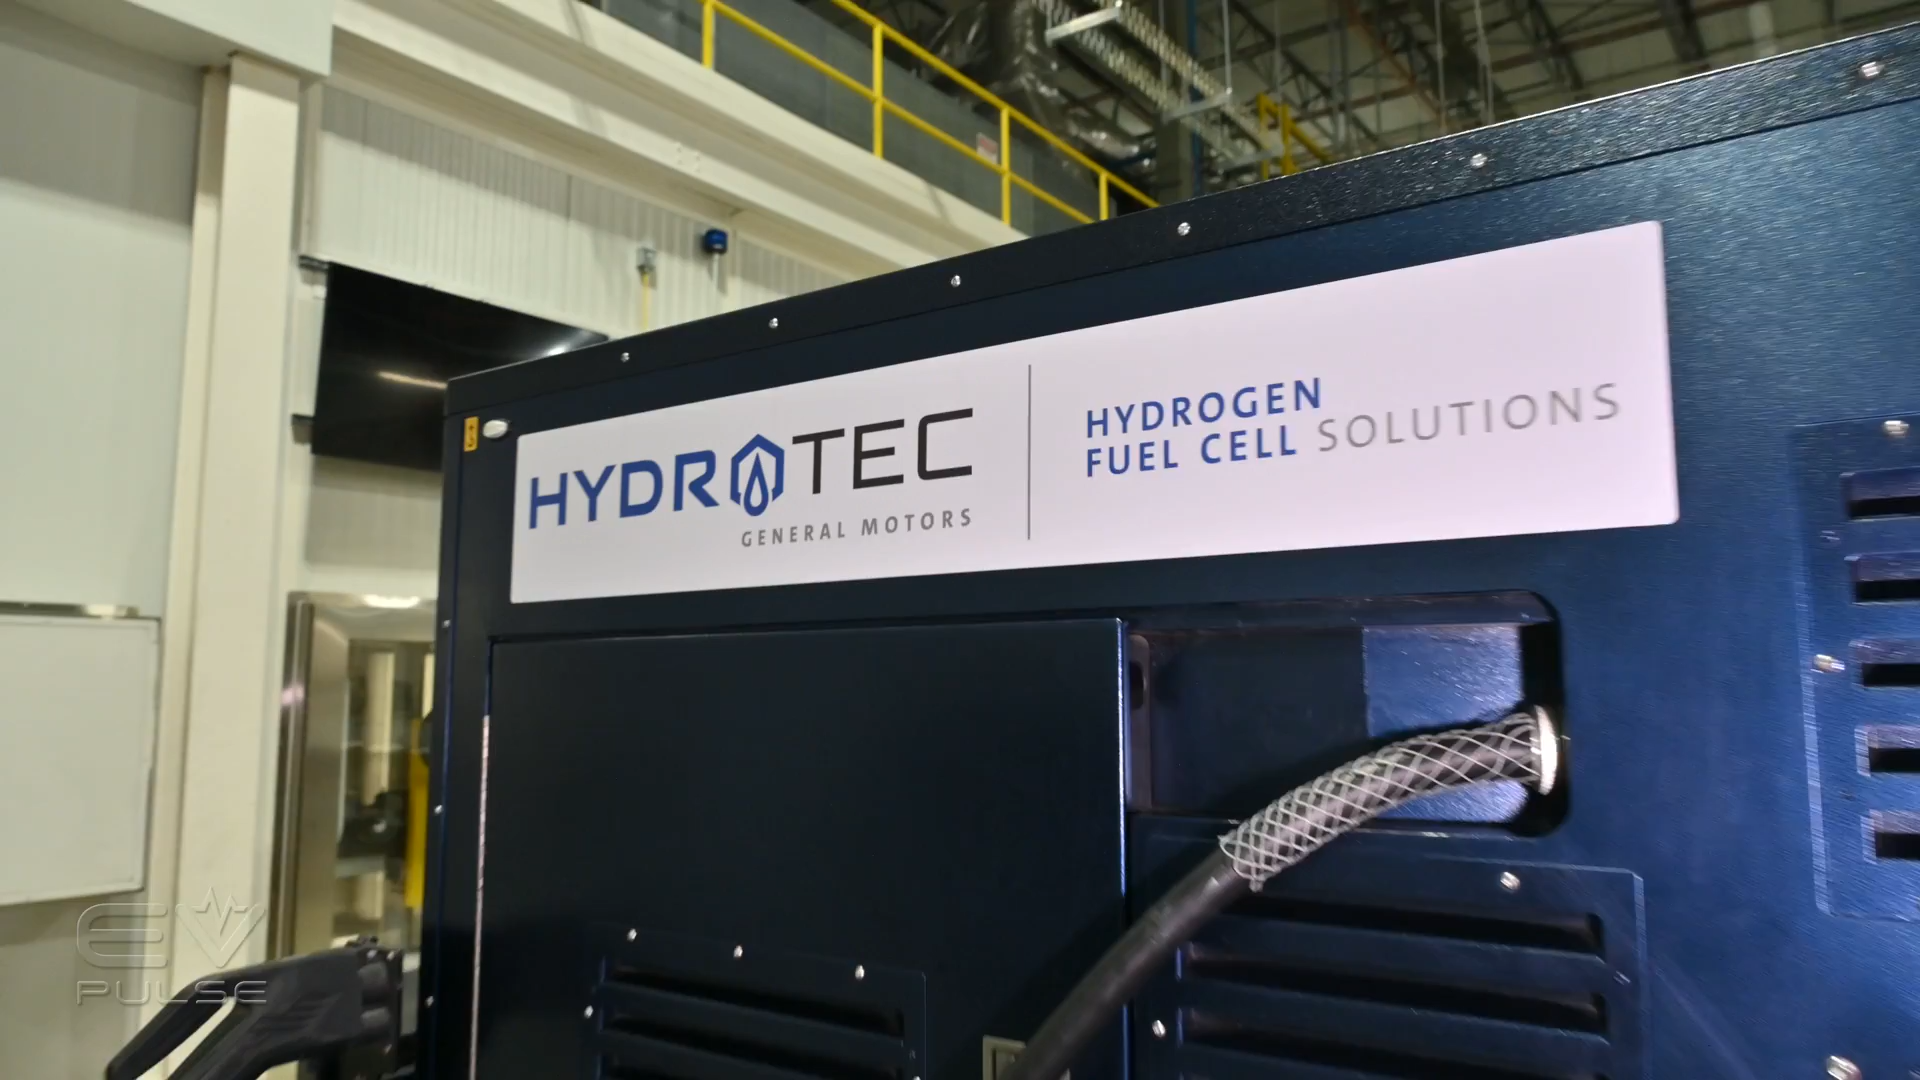 HYDROTEC
GENERAL MOTORS
HYDROGEN
FUEL CELL SOLUTIONS
EV
PULSE